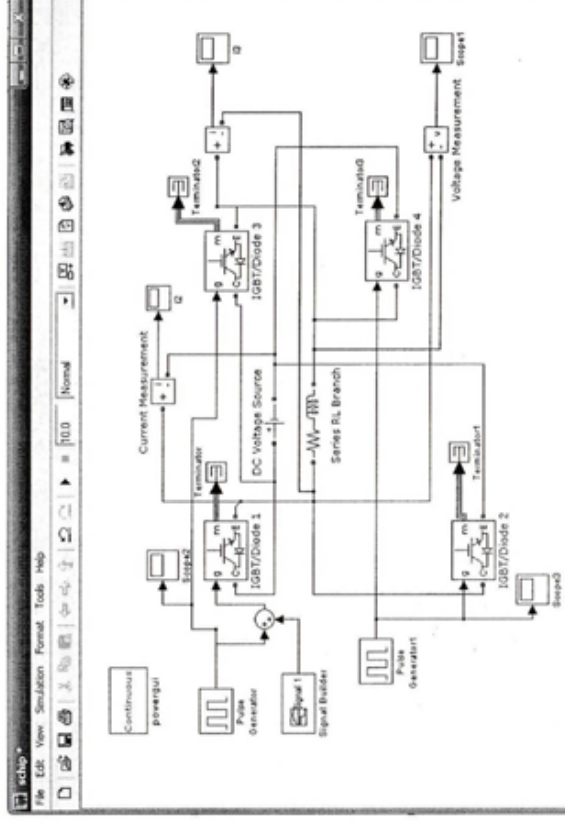 schip *
File Edit View Simulation Format Tools Help
10.0
Normal
Continuous
powergui
Pulse
Generator
Signal 1
Signal Builder
Scope2
g
m
C
E
IGBT/Diode 1
Terminator
Current Measurement
+
-
i
I2
g
m
C
E
IGBT/Diode 3
Terminator2
+
-
i
I3
DC Voltage Source
+
Series RL Branch
Pulse
Generator1
g
m
C
E
IGBT/Diode 2
Terminator1
Scope3
g
m
C
E
IGBT/Diode 4
Terminator3
+
-
v
Voltage Measurement
Scope1